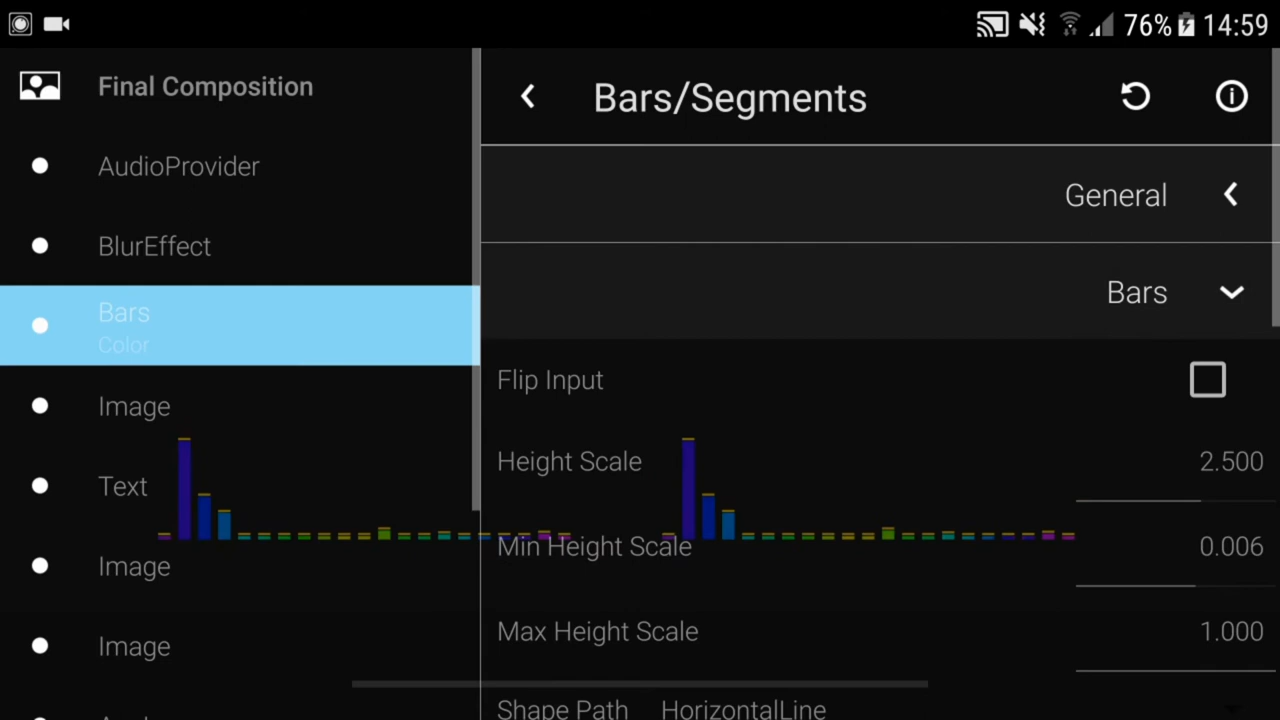 76% 14:59
Final Composition
AudioProvider
BlurEffect
Bars
Color
Image
Text
Image
Image
Bars/Segments
General
Bars
Flip Input
Height Scale 2.500
Min Height Scale 0.006
Max Height Scale 1.000
Shape Path HorizontalLine